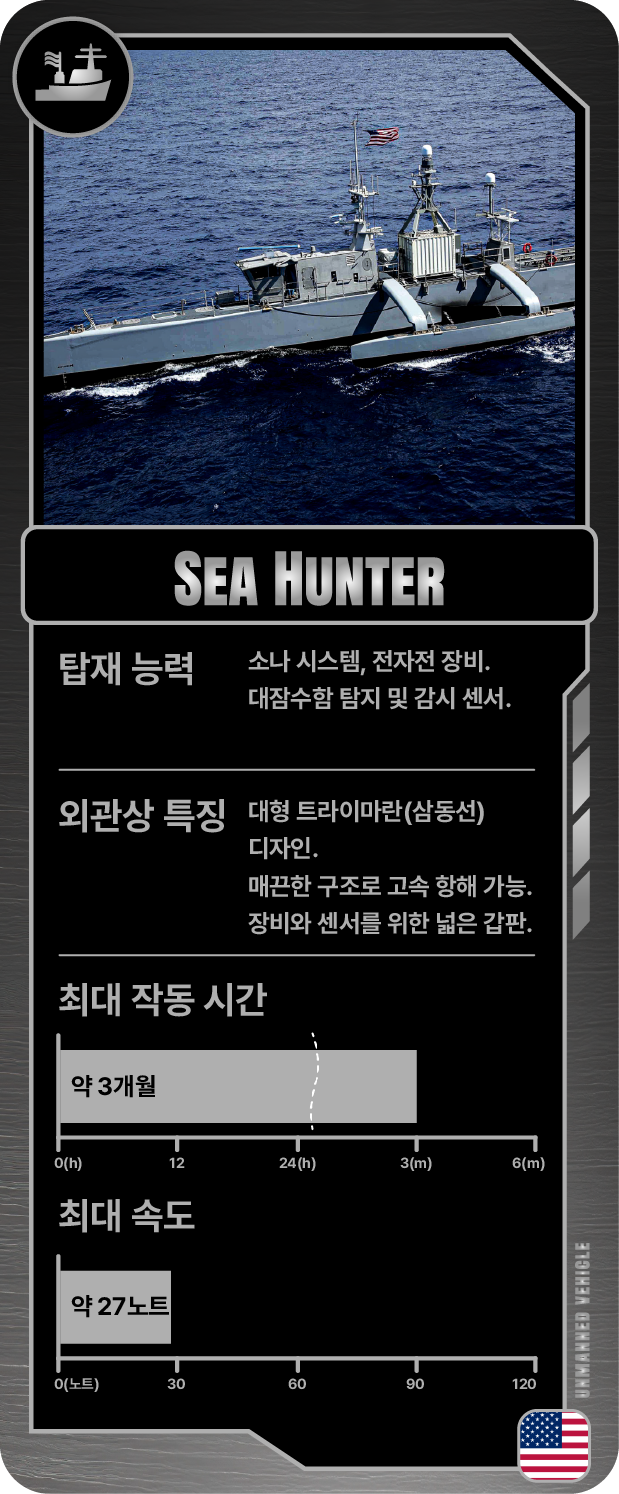 SEA HUNTER
탑재 능력
소나 시스템, 전자전 장비.
대잠수함 탐지 및 감시 센서.
외관상 특징
대형 트라이마란(삼동선)
디자인.
매끈한 구조로 고속 항해 가능.
장비와 센서를 위한 넓은 갑판.
최대 작동 시간
약 3개월
0(h) 12 24(h) 3(m) 6(m)
최대 속도
약 27노트
0(노트) 30 60 90 120
UNMANNED VEHICLE